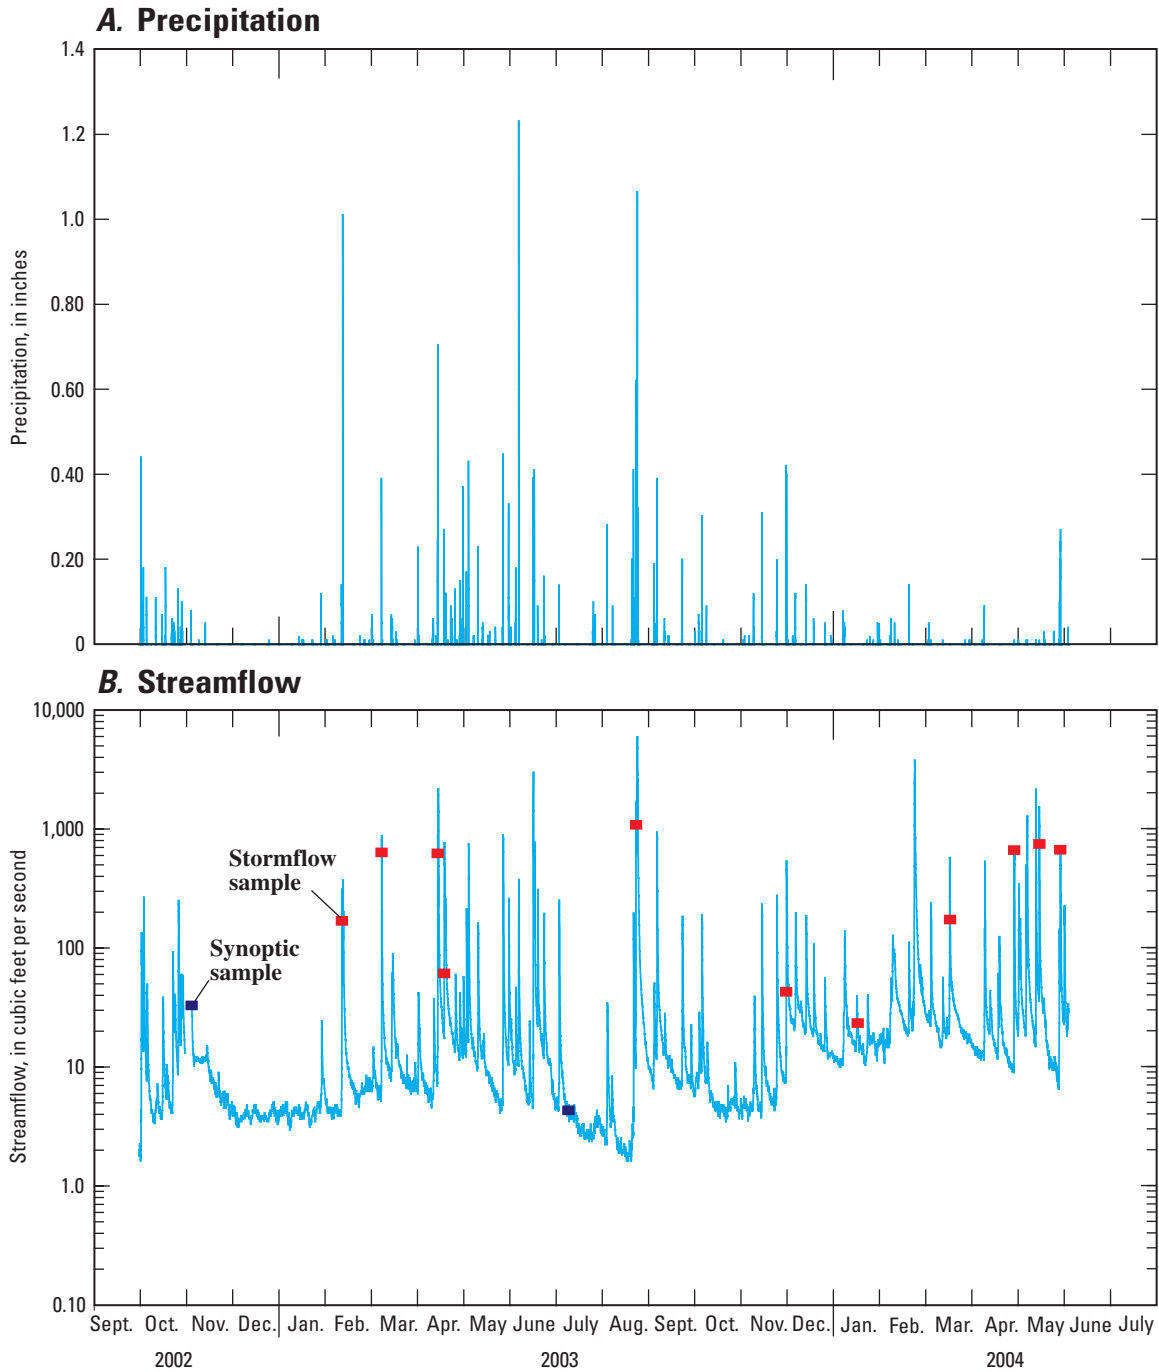 A. Precipitation
1.4
1.2
1.0
0.80
0.60
0.40
0.20
0
Precipitation, in inches
B. Streamflow
10,000
1,000
100
10
1.0
0.10
Streamflow, in cubic feet per second
Stormflow
sample
Synoptic
sample
Sept. Oct. Nov. Dec. Jan. Feb. Mar. Apr. May June July Aug. Sept. Oct. Nov. Dec. Jan. Feb. Mar. Apr. May June July
2002 2003 2004